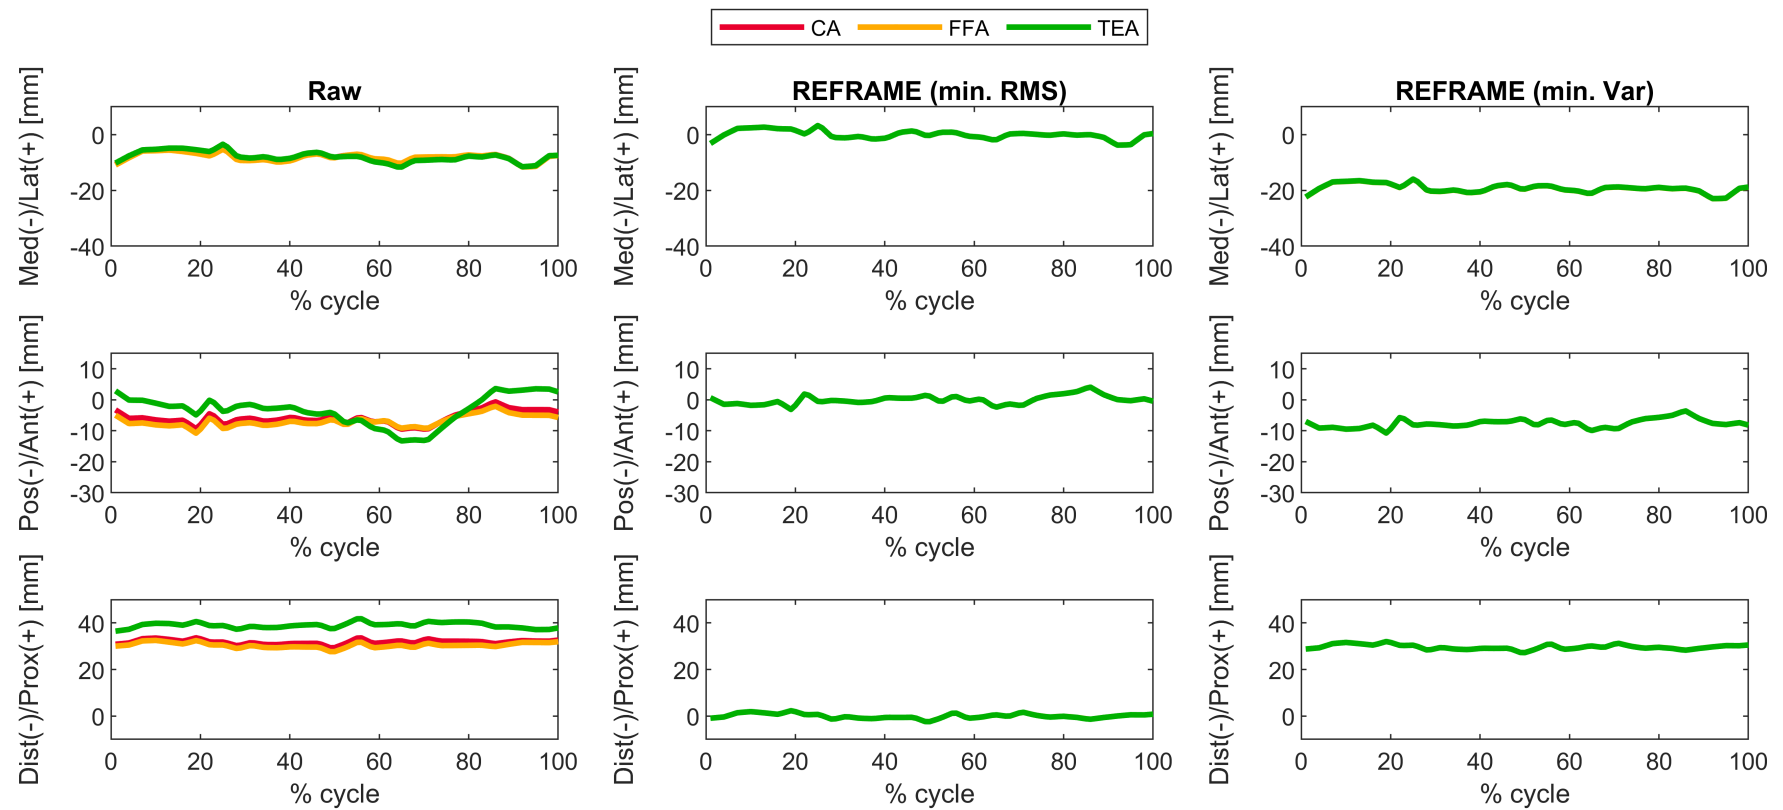 CA FFA TEA
Raw REFRAME (min. RMS) REFRAME (min. Var)
Med(-)/Lat(+) [mm]
0
-20
-40
0 20 40 60 80 100
% cycle
Med(-)/Lat(+) [mm]
0
-20
-40
0 20 40 60 80 100
% cycle
Med(-)/Lat(+) [mm]
0
-20
-40
0 20 40 60 80 100
% cycle
Pos(-)/Ant(+) [mm]
10
0
-10
-20
-30
0 20 40 60 80 100
% cycle
Pos(-)/Ant(+) [mm]
10
0
-10
-20
-30
0 20 40 60 80 100
% cycle
Pos(-)/Ant(+) [mm]
10
0
-10
-20
-30
0 20 40 60 80 100
% cycle
Dist(-)/Prox(+) [mm]
40
20
0
0 20 40 60 80 100
% cycle
Dist(-)/Prox(+) [mm]
40
20
0
0 20 40 60 80 100
% cycle
Dist(-)/Prox(+) [mm]
40
20
0
0 20 40 60 80 100
% cycle